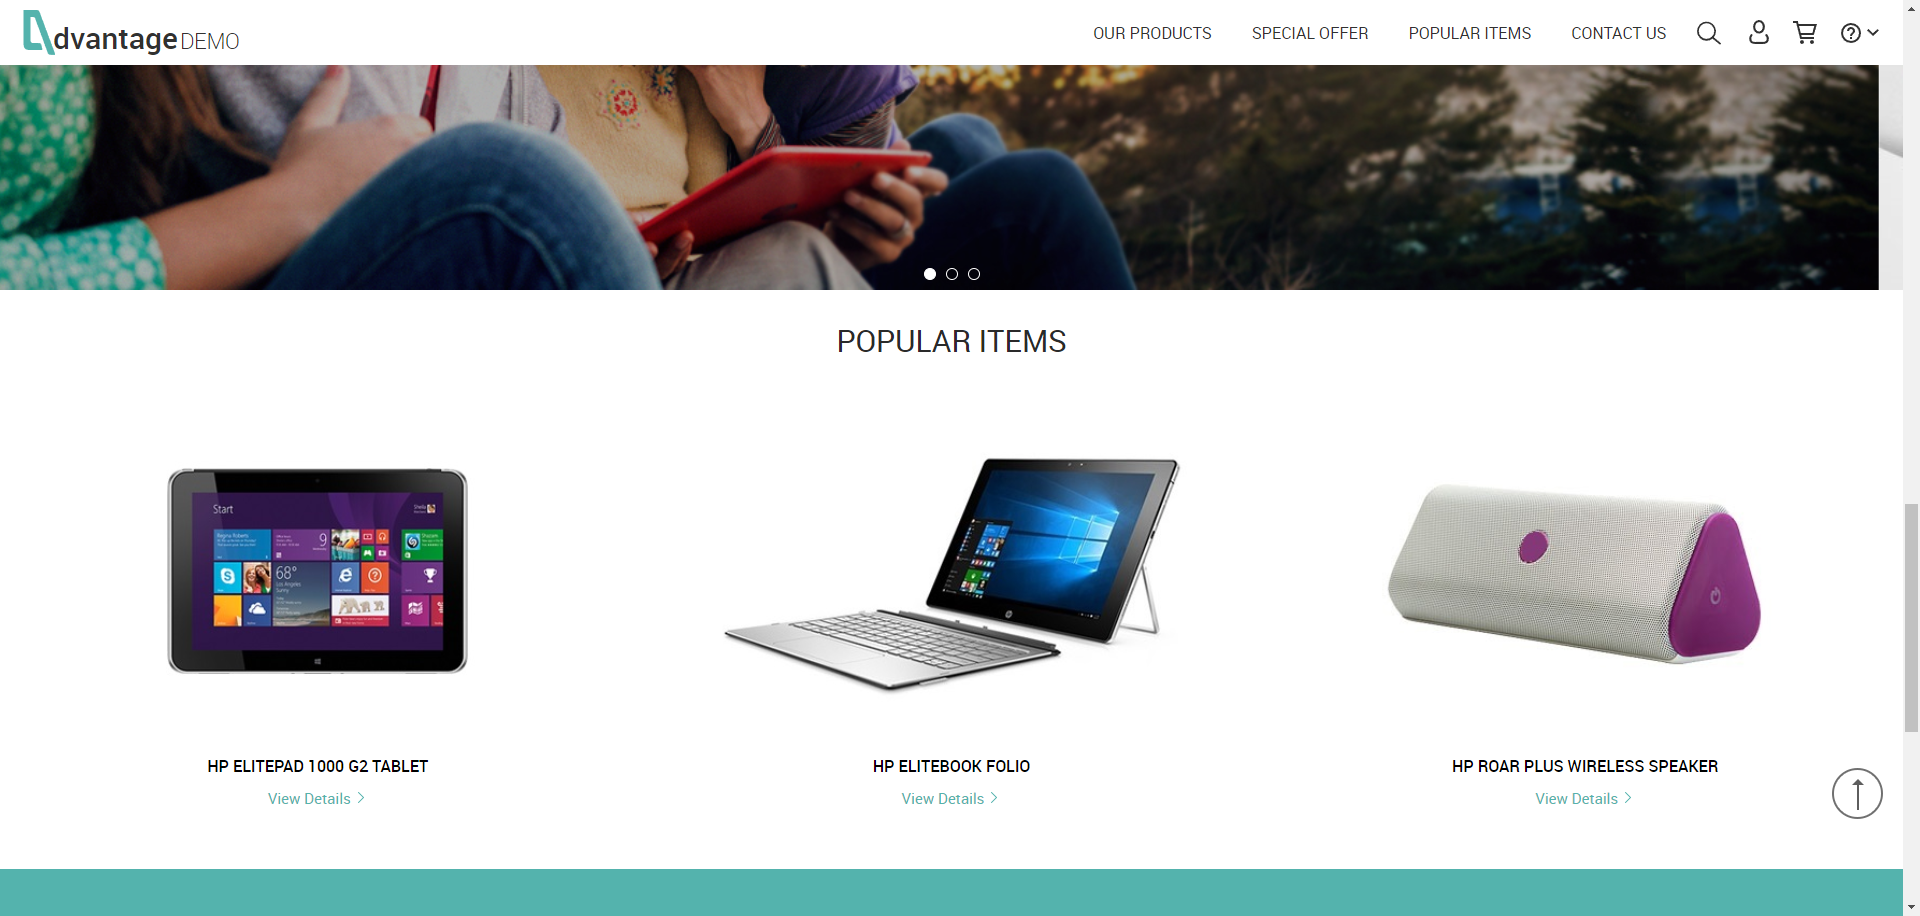 dvantage DEMO
OUR PRODUCTS
SPECIAL OFFER
POPULAR ITEMS
CONTACT US
POPULAR ITEMS
Start
68°
9
HP ELITEPAD 1000 G2 TABLET
View Details
HP ELITEBOOK FOLIO
View Details
HP ROAR PLUS WIRELESS SPEAKER
View Details